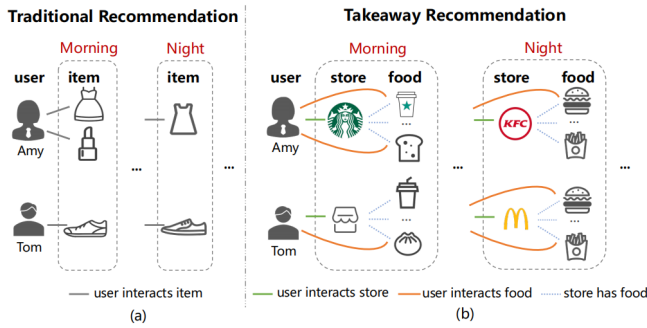 Traditional Recommendation
Morning
Night
user
item
item
Amy
...
...
Tom
user interacts item
(a)
Takeaway Recommendation
Morning
Night
user
store
food
store
food
...
KFC
...
Amy
...
...
...
...
Tom
user interacts store
user interacts food
store has food
(b)